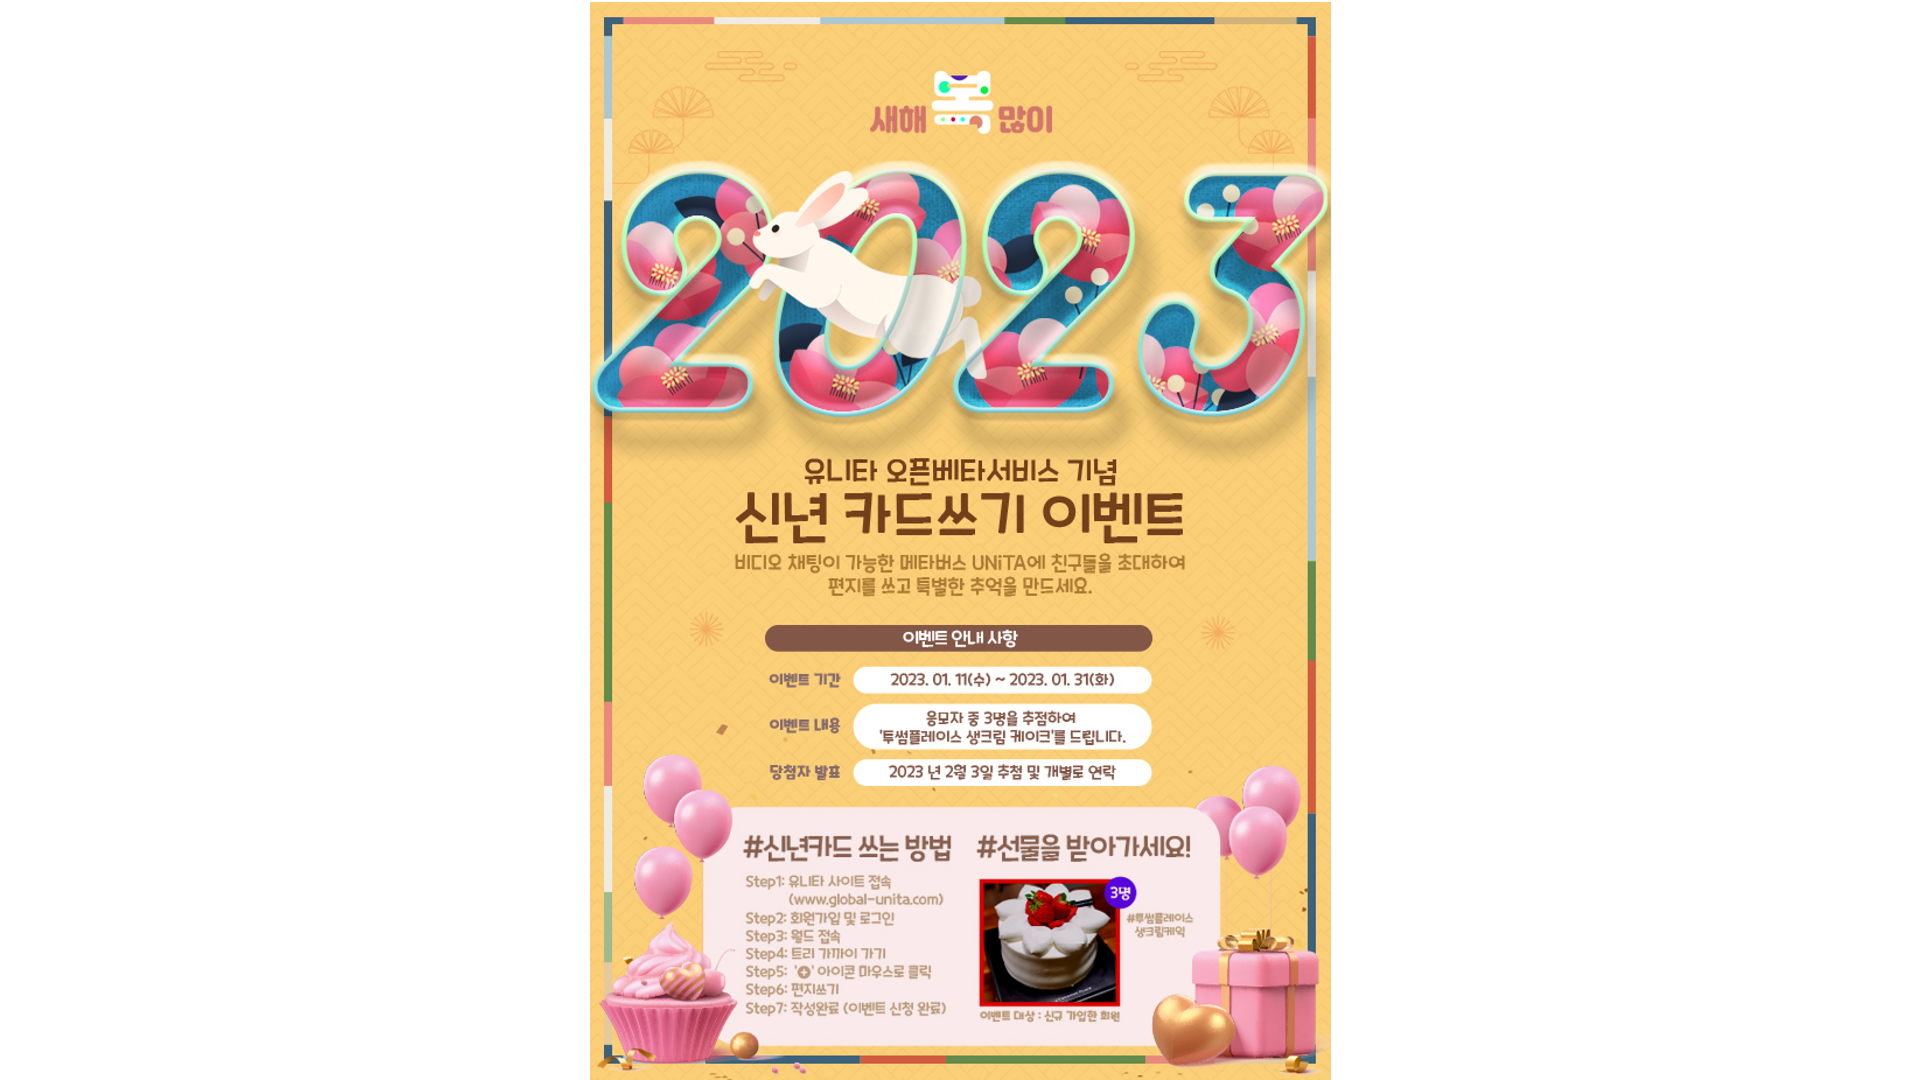 새해 복 많이
2023
유니타 오픈베타서비스 기념
신년 카드쓰기 이벤트
비디오 채팅이 가능한 메타버스 UNiTA에 친구들을 초대하여
편지를 쓰고 특별한 추억을 만드세요.
이벤트 안내 사항
이벤트 기간
2023. 01. 11(수) ~ 2023. 01. 31(화)
이벤트 내용
응모자 중 3명을 추점하여
'투썸플레이스 생크림 케이크'를 드립니다.
당첨자 발표
2023 년 2월 3일 추첨 및 개별로 연락
#신년카드 쓰는 방법
Step1: 유니타 사이트 접속
(www.global-unita.com)
Step2: 회원가입 및 로그인
Step3: 월드 접속
Step4: 트리 가까이 가기
Step5: '+' 아이콘 마우스로 클릭
Step6: 편지쓰기
Step7: 작성완료 (이벤트 신청 완료)
#선물을 받아가세요!
3명
#투썸플레이스
생크림케익
이벤트 대상 : 신규 가입한 회원